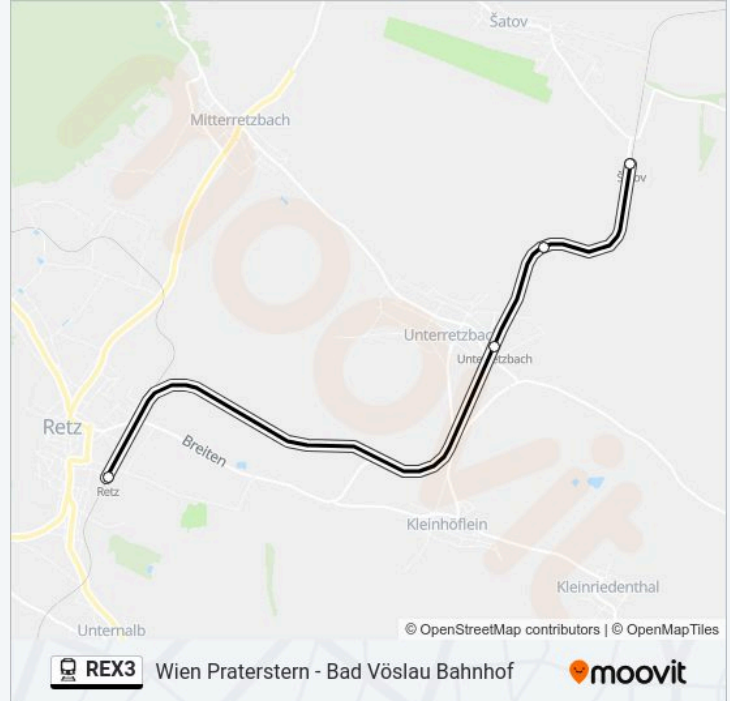 Šatov
Mitterretzbach
Šatov
Unterretzbach
Unterretzbach
Retz
Breiten
Retz
Kleinhöflein
Kleinriedenthal
Unternalb
© OpenStreetMap contributors | © OpenMapTiles
REX3 Wien Praterstern - Bad Vöslau Bahnhof moovit
moovit